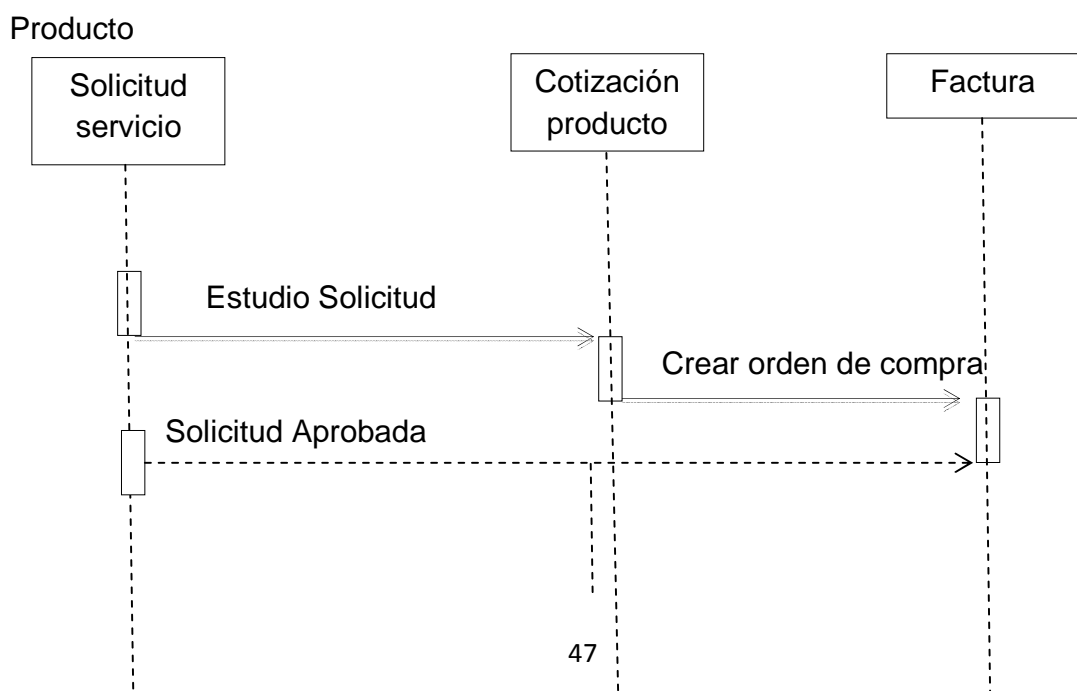 Producto
Solicitud
servicio
Cotización
producto
Factura
Estudio Solicitud
Crear orden de compra
Solicitud Aprobada
47